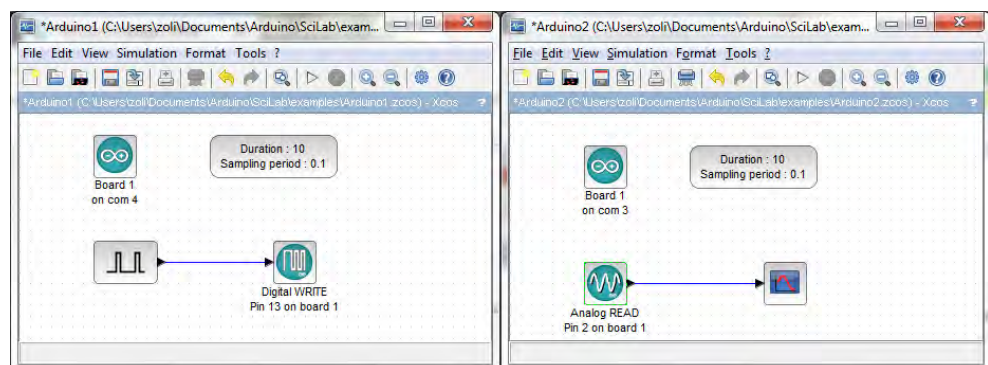 *Arduino1 (C:\Users\zoli\Documents\Arduino\SciLab\exam...
File Edit View Simulation Format Tools ?
*Arduino1 (C:\Users\zoli\Documents\Arduino\SciLab\examples\Arduino1.zcos) - Xcos
Board 1
on com 4
Duration : 10
Sampling period : 0.1
Digital WRITE
Pin 13 on board 1
*Arduino2 (C:\Users\zoli\Documents\Arduino\SciLab\exam...
File Edit View Simulation Format Tools ?
*Arduino2 (C:\Users\zoli\Documents\Arduino\SciLab\examples\Arduino2.zcos) - Xcos
Board 1
on com 3
Duration : 10
Sampling period : 0.1
Analog READ
Pin 2 on board 1